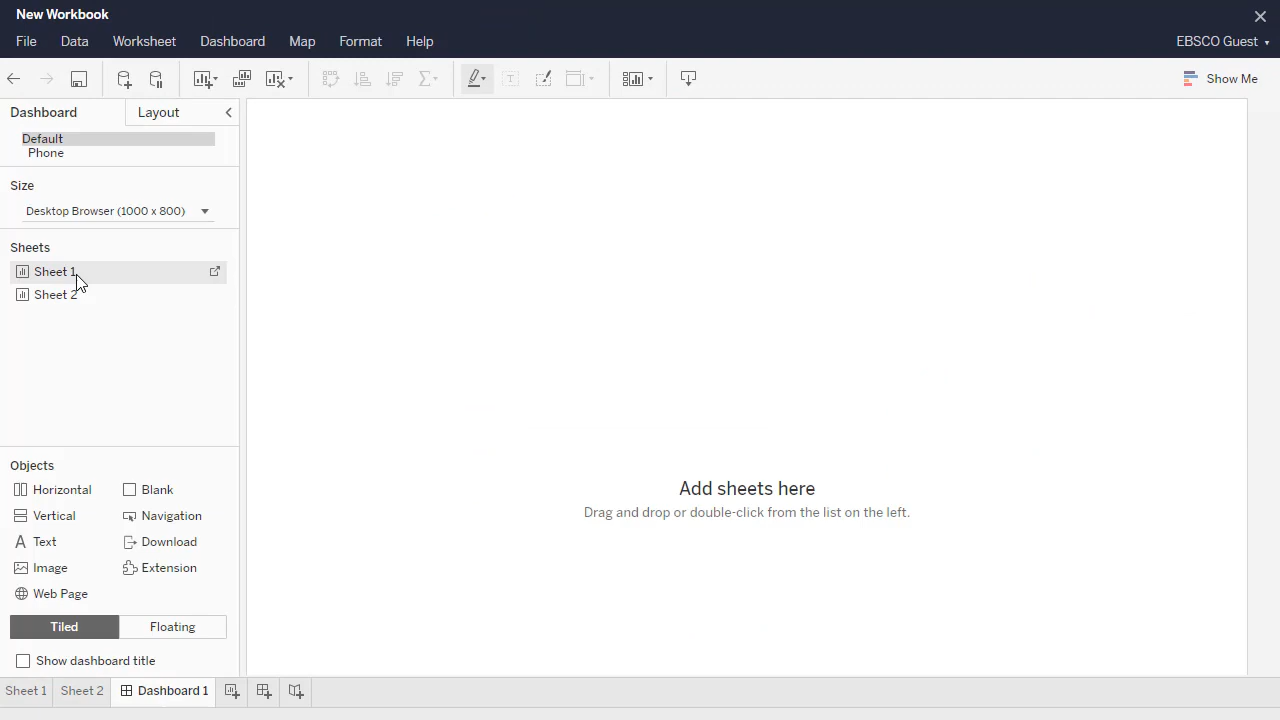 New Workbook
File Data Worksheet Dashboard Map Format Help EBSCO Guest
Show Me
Dashboard Layout
Default
Phone
Size
Desktop Browser (1000 x 800)
Sheets
Sheet 1
Sheet 2
Add sheets here
Drag and drop or double-click from the list on the left.
Objects
Horizontal Blank
Vertical Navigation
Text Download
Image Extension
Web Page
Tiled Floating
Show dashboard title
Sheet 1 Sheet 2 Dashboard 1